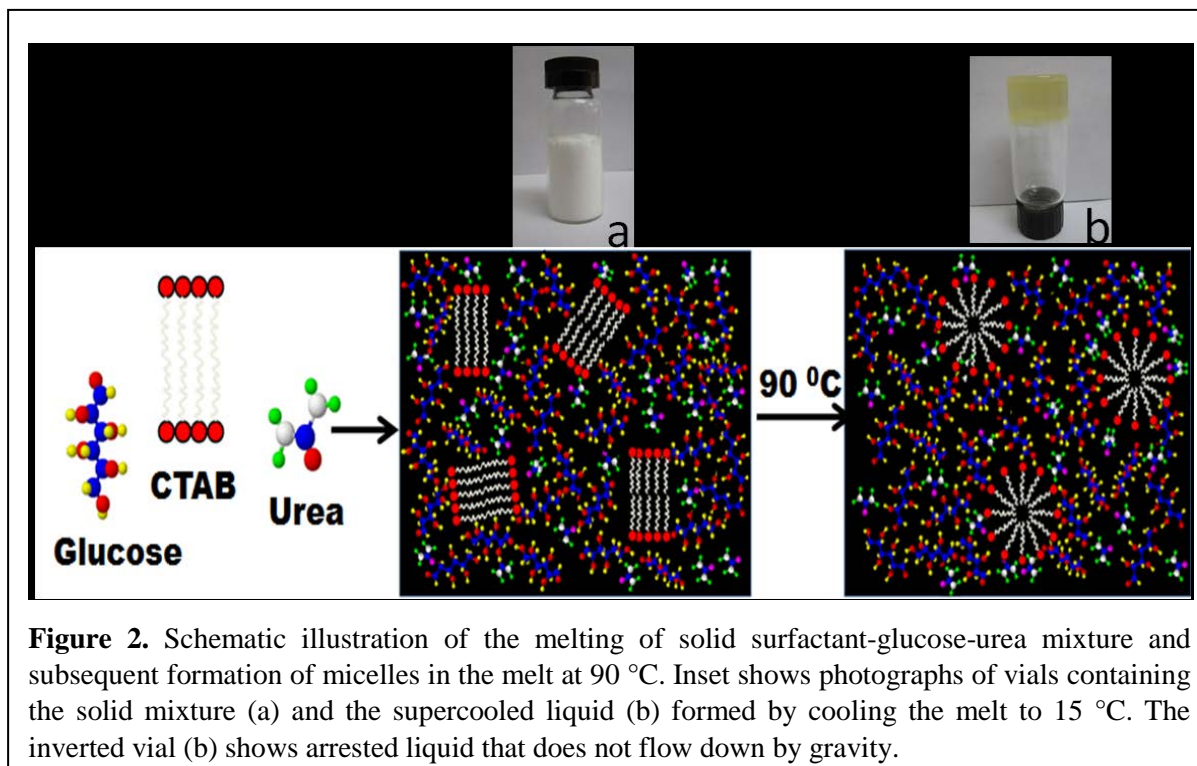 a
b
90 ⁰C
CTAB
Urea
Glucose
Figure 2. Schematic illustration of the melting of solid surfactant-glucose-urea mixture and
subsequent formation of micelles in the melt at 90 °C. Inset shows photographs of vials containing
the solid mixture (a) and the supercooled liquid (b) formed by cooling the melt to 15 °C. The
inverted vial (b) shows arrested liquid that does not flow down by gravity.